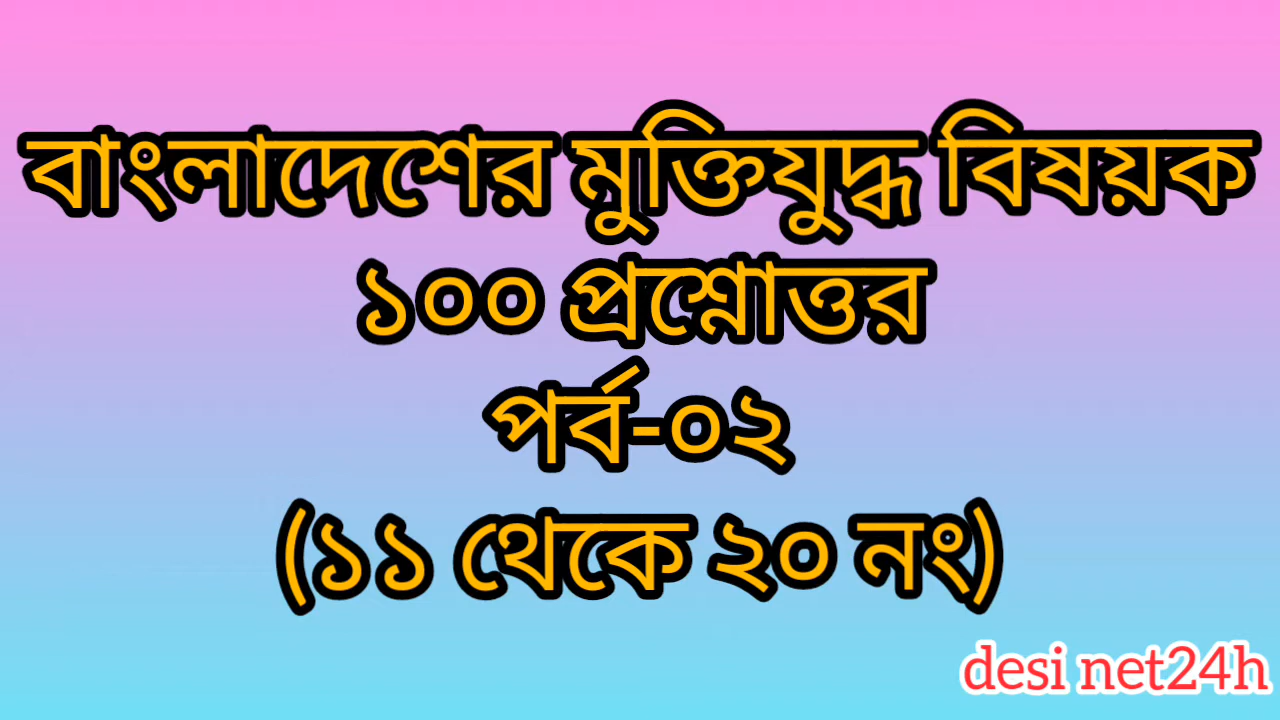 বাংলাদেশের মুক্তিযুদ্ধ বিষয়ক
১০০ প্রশ্নোত্তর
পর্ব-০২
(১১ থেকে ২০ নং)
desi net24h